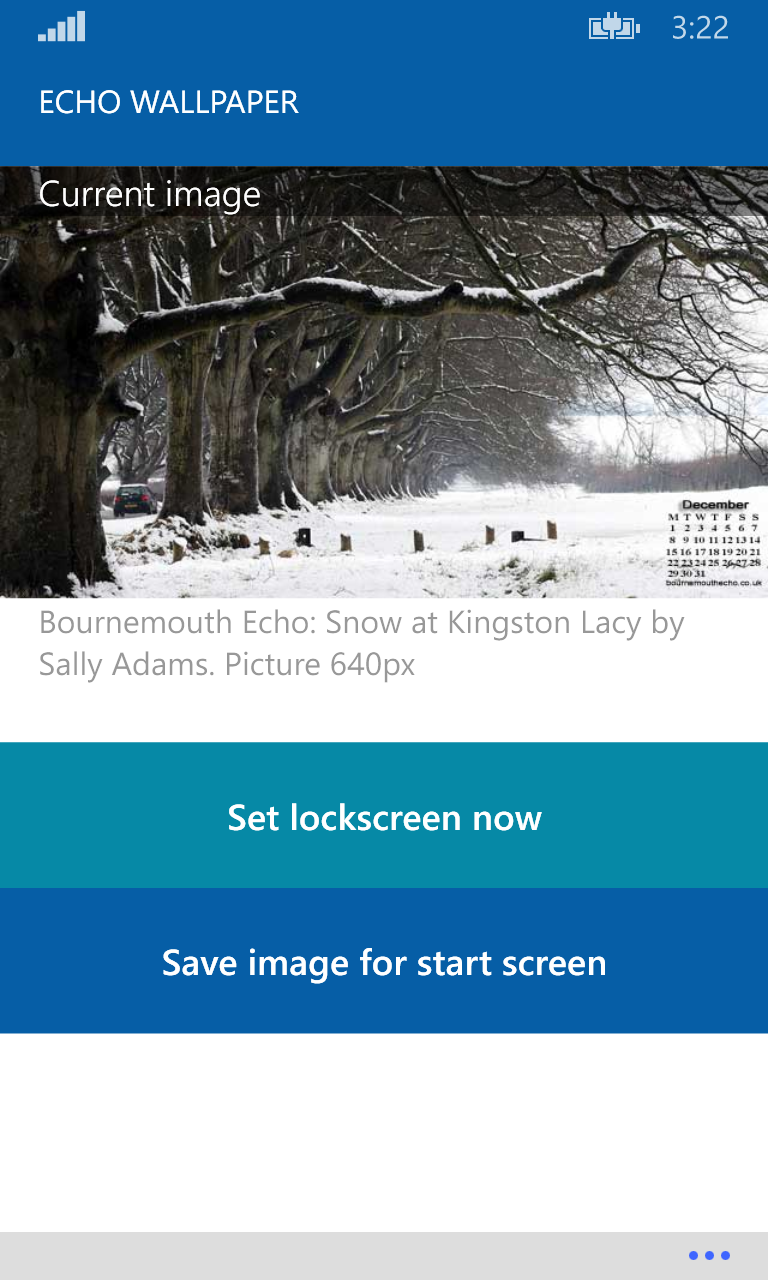 3:22
ECHO WALLPAPER
Current image
December
M T W T F S S
1 2 3 4 5 6 7
8 9 10 11 12 13 14
15 16 17 18 19 20 21
22 23 24 25 26 27 28
29 30 31
bournemouthecho.co.uk
Bournemouth Echo: Snow at Kingston Lacy by
Sally Adams. Picture 640px
Set lockscreen now
Save image for start screen